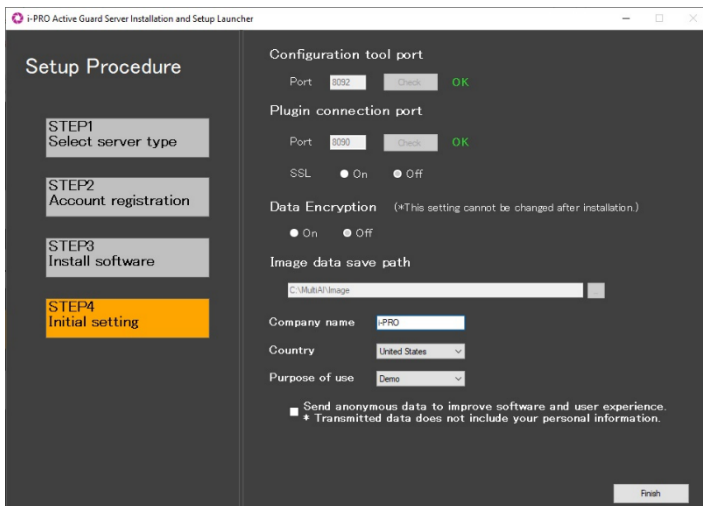 i-PRO Active Guard Server Installation and Setup Launcher
Setup Procedure
STEP1
Select server type
STEP2
Account registration
STEP3
Install software
STEP4
Initial setting
Configuration tool port
Port 8092 Check OK
Plugin connection port
Port 8090 Check OK
SSL On Off
Data Encryption (*This setting cannot be changed after installation.)
On Off
Image data save path
C:\MultiAI\Image ...
Company name i-PRO
Country United States
Purpose of use Demo
Send anonymous data to improve software and user experience.
* Transmitted data does not include your personal information.
Finish